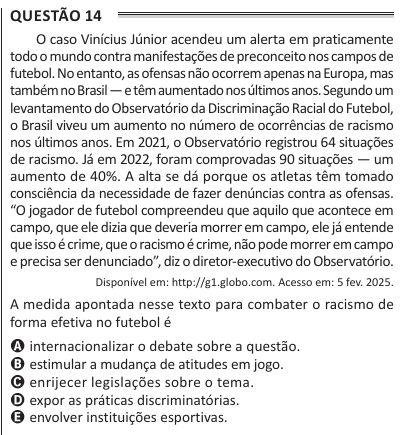 QUESTÃO 14
O caso Vinícius Júnior acendeu um alerta em praticamente
todo o mundo contra manifestações de preconceito nos campos de
futebol. No entanto, as ofensas não ocorrem apenas na Europa, mas
também no Brasil — e têm aumentado nos últimos anos. Segundo um
levantamento do Observatório da Discriminação Racial do Futebol,
o Brasil viveu um aumento no número de ocorrências de racismo
nos últimos anos. Em 2021, o Observatório registrou 64 situações
de racismo. Já em 2022, foram comprovadas 90 situações — um
aumento de 40%. A alta se dá porque os atletas têm tomado
consciência da necessidade de fazer denúncias contra as ofensas.
“O jogador de futebol compreendeu que aquilo que acontece em
campo, que ele dizia que deveria morrer em campo, ele já entende
que isso é crime, que o racismo é crime, não pode morrer em campo
e precisa ser denunciado”, diz o diretor-executivo do Observatório.
Disponível em: http://g1.globo.com. Acesso em: 5 fev. 2025.
A medida apontada nesse texto para combater o racismo de
forma efetiva no futebol é
A internacionalizar o debate sobre a questão.
B estimular a mudança de atitudes em jogo.
C enrijecer legislações sobre o tema.
D expor as práticas discriminatórias.
E envolver instituições esportivas.